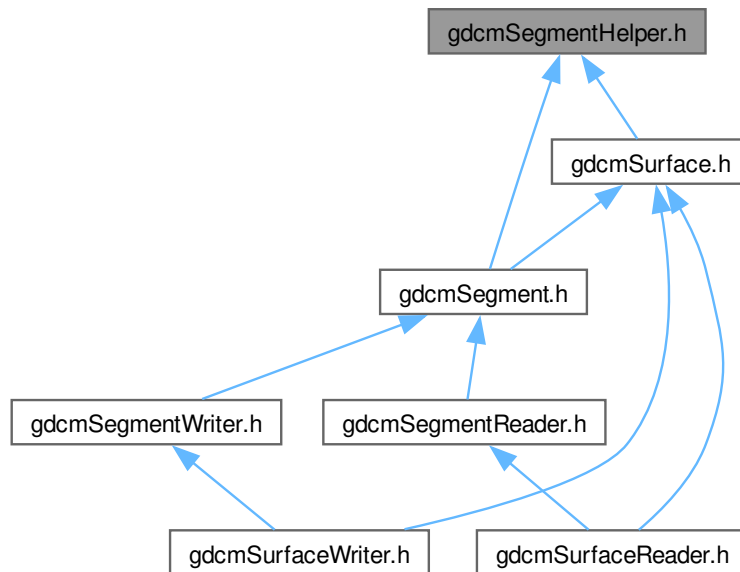 gdcmSegmentHelper.h
gdcmSurface.h
gdcmSegment.h
gdcmSegmentWriter.h
gdcmSegmentReader.h
gdcmSurfaceWriter.h
gdcmSurfaceReader.h